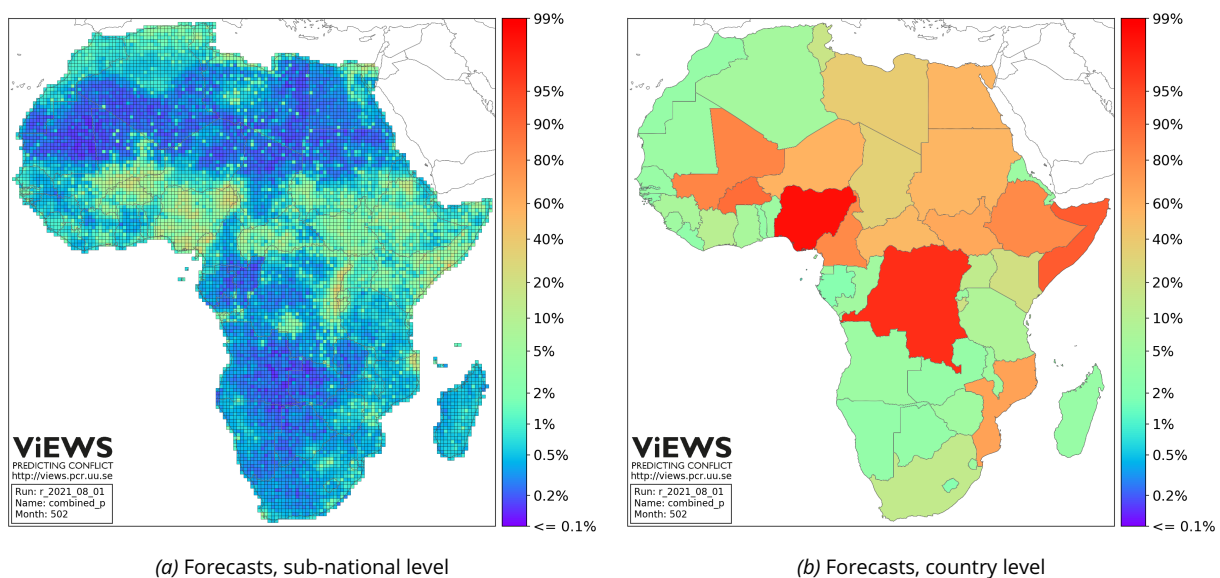 99%
95%
90%
80%
60%
40%
20%
10%
5%
2%
1%
0.5%
0.2%
<= 0.1%
ViEWS
PREDICTING CONFLICT
http://views.pcr.uu.se
Run: r_2021_08_01
Name: combined_p
Month: 502
(a) Forecasts, sub-national level
99%
95%
90%
80%
60%
40%
20%
10%
5%
2%
1%
0.5%
0.2%
<= 0.1%
ViEWS
PREDICTING CONFLICT
http://views.pcr.uu.se
Run: r_2021_08_01
Name: combined_p
Month: 502
(b) Forecasts, country level